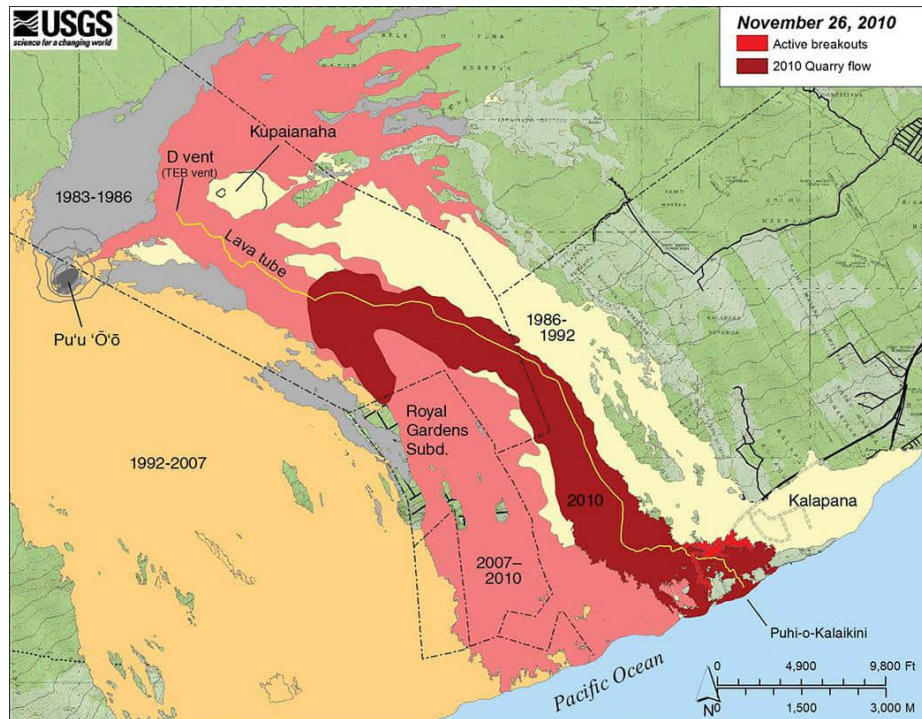 USGS
science for a changing world
November 26, 2010
Active breakouts
2010 Quarry flow
Kupaianaha
D vent
(TEB vent)
1983-1986
Lava tube
Pu‘u ‘Ō‘ō
1986-
1992
Royal
Gardens
Subd.
1992-2007
2010
Kalapana
2007–
2010
Puhi-o-Kalaikini
Pacific Ocean
0 4,900 9,800 Ft
N
0 1,500 3,000 M